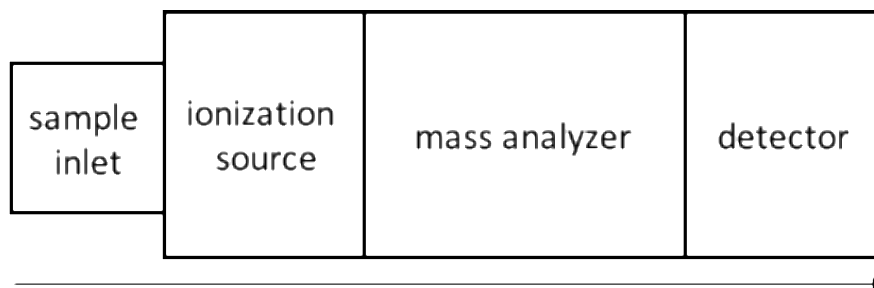 sample
inlet
ionization
source
mass analyzer
detector